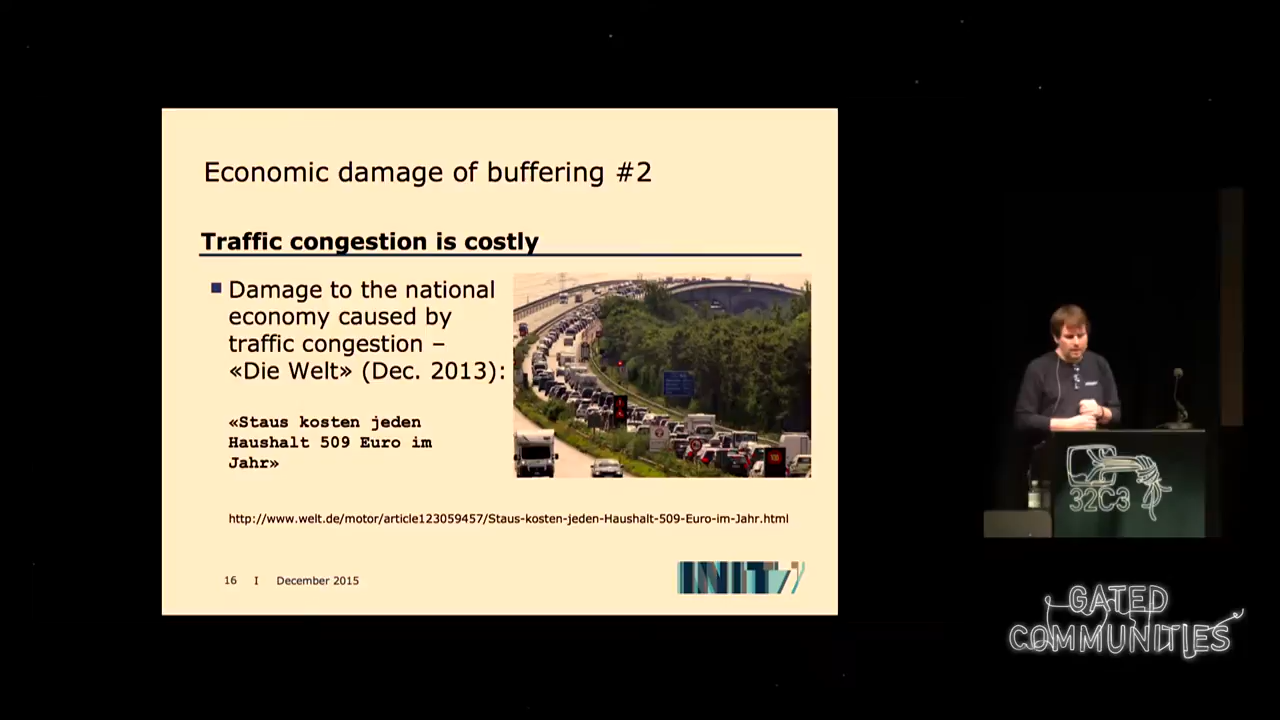 Economic damage of buffering #2
Traffic congestion is costly
Damage to the national
economy caused by
traffic congestion –
«Die Welt» (Dec. 2013):
«Staus kosten jeden
Haushalt 509 Euro im
Jahr»
http://www.welt.de/motor/article123059457/Staus-kosten-jeden-Haushalt-509-Euro-im-Jahr.html
16 I December 2015
INIT7
32C3
GATED
COMMUNITIES